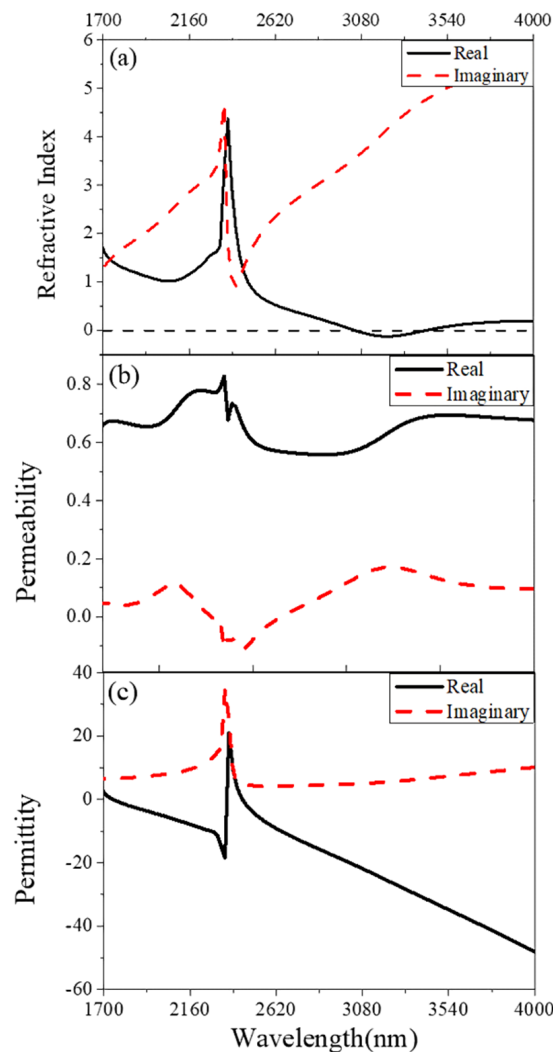 1700 2160 2620 3080 3540 4000
6
(a)
Real
Imaginary
5
4
3
2
1
0
Refractive Index
(b)
Real
Imaginary
0.8
0.6
0.4
0.2
0.0
Permeability
40
(c)
Real
Imaginary
20
0
-20
-40
-60
Permittity
1700 2160 2620 3080 3540 4000
Wavelength(nm)